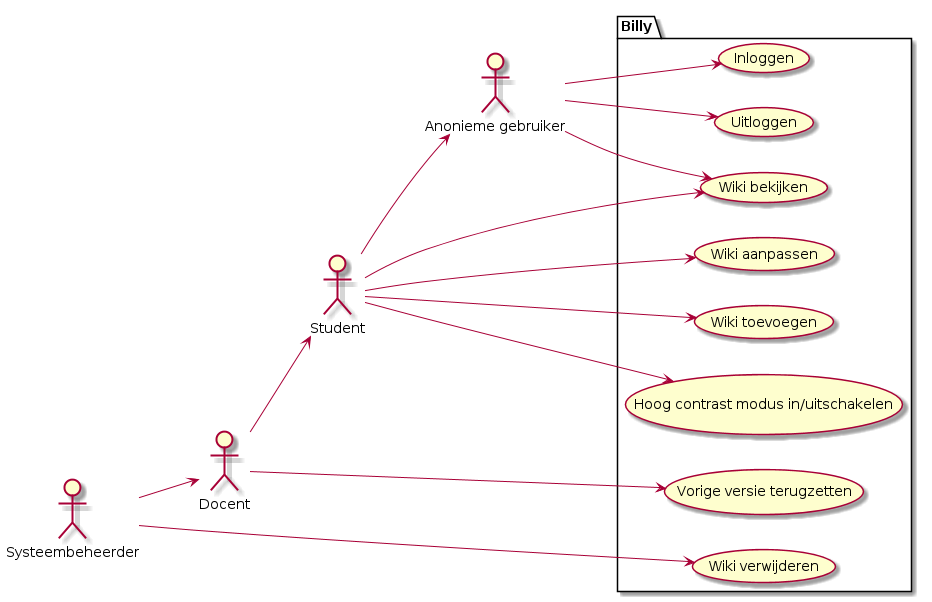 Billy
Inloggen
Anonieme gebruiker
Uitloggen
Wiki bekijken
Wiki aanpassen
Student
Wiki toevoegen
Hoog contrast modus in/uitschakelen
Docent
Vorige versie terugzetten
Systeembeheerder
Wiki verwijderen